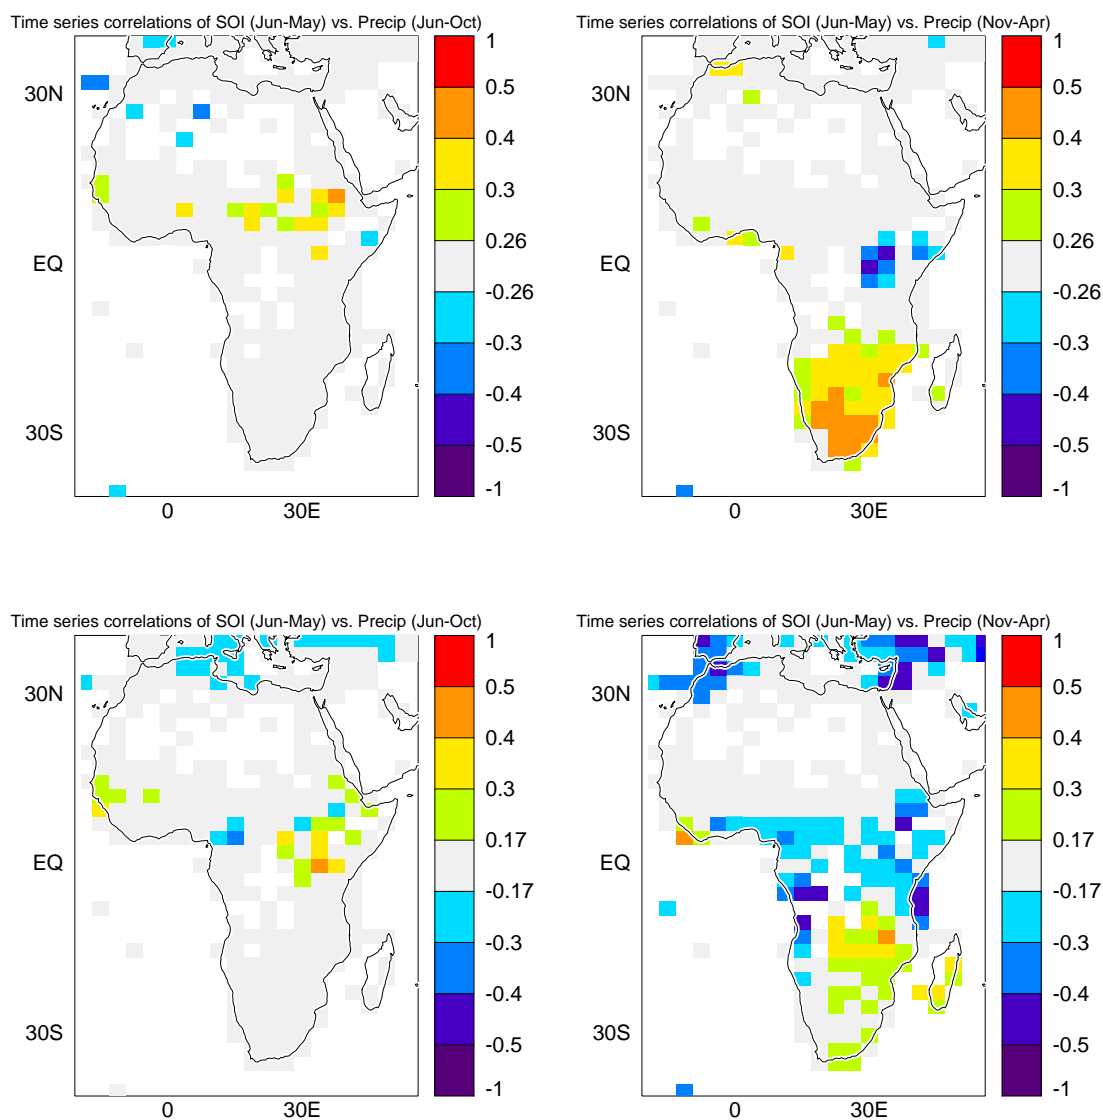 Time series correlations of SOI (Jun-May) vs. Precip (Jun-Oct)
30N
EQ
30S
0
30E
1
0.5
0.4
0.3
0.26
-0.26
-0.3
-0.4
-0.5
-1
Time series correlations of SOI (Jun-May) vs. Precip (Nov-Apr)
30N
EQ
30S
0
30E
1
0.5
0.4
0.3
0.26
-0.26
-0.3
-0.4
-0.5
-1
Time series correlations of SOI (Jun-May) vs. Precip (Jun-Oct)
30N
EQ
30S
0
30E
1
0.5
0.4
0.3
0.17
-0.17
-0.3
-0.4
-0.5
-1
Time series correlations of SOI (Jun-May) vs. Precip (Nov-Apr)
30N
EQ
30S
0
30E
1
0.5
0.4
0.3
0.17
-0.17
-0.3
-0.4
-0.5
-1